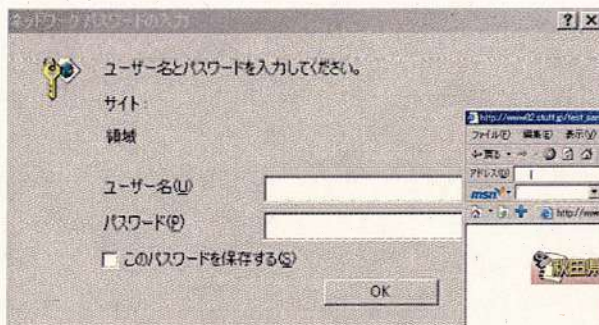 ネットワーク パスワードの入力
ユーザー名とパスワードを入力してください。
サイト:
領域
ユーザー名(U)
パスワード(P)
このパスワードを保存する(S)
OK
ファイル(F) 編集(E) 表示(V)
戻る
アドレス(D)
msn
秋田県